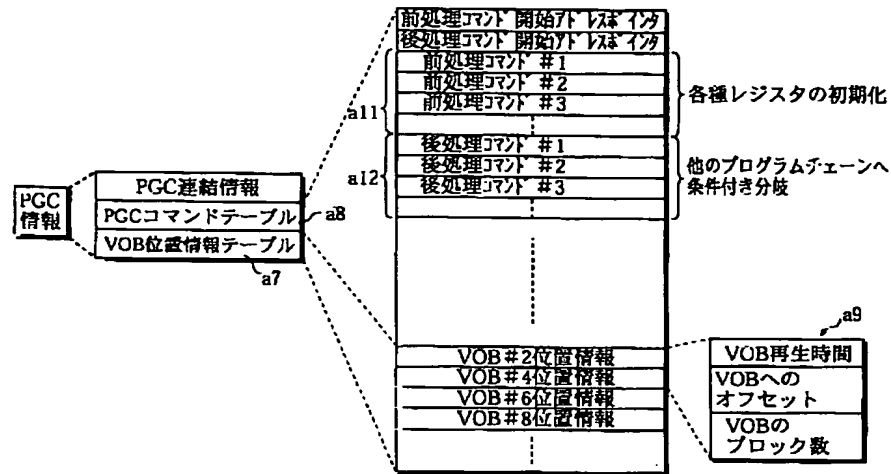 PGC
情報
PGC連結情報
PGCコマンドテーブル
VOB位置情報テーブル
a8
a7
前処理コマンド 開始アドレスポインタ
後処理コマンド 開始アドレスポインタ
前処理コマンド #1
前処理コマンド #2
前処理コマンド #3
a11
各種レジスタの初期化
後処理コマンド #1
後処理コマンド #2
後処理コマンド #3
a12
他のプログラムチェーンへ
条件付き分岐
VOB#2位置情報
VOB#4位置情報
VOB#6位置情報
VOB#8位置情報
a9
VOB再生時間
VOBへの
オフセット
VOBの
ブロック数